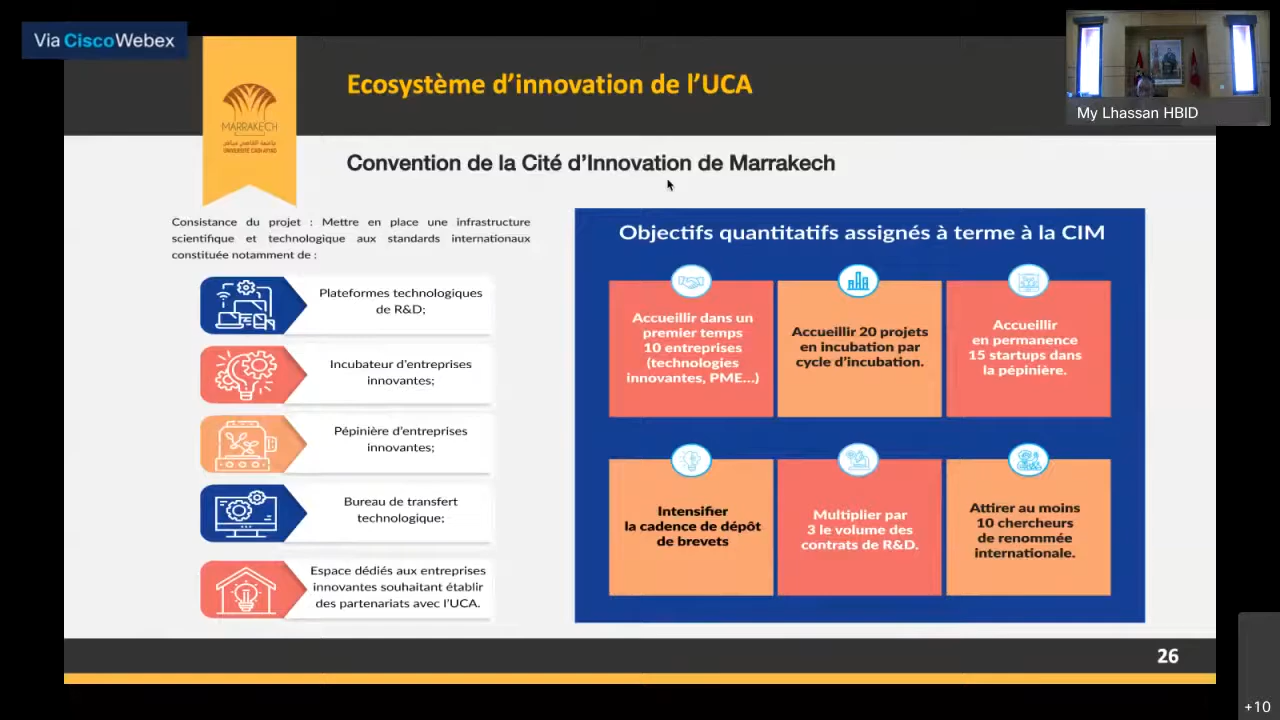 Via Cisco Webex
My Lhassan HBID
Ecosystème d’innovation de l’UCA
MARRAKECH
UNIVERSITÉ CADI AYYAD
Convention de la Cité d’Innovation de Marrakech
Consistance du projet : Mettre en place une infrastructure
scientifique et technologique aux standards internationaux
constituée notamment de :
Plateformes technologiques
de R&D;
Incubateur d’entreprises
innovantes;
Pépinière d’entreprises
innovantes;
Bureau de transfert
technologique;
Espace dédiés aux entreprises
innovantes souhaitant établir
des partenariats avec l’UCA.
Objectifs quantitatifs assignés à terme à la CIM
Accueillir dans un
premier temps
10 entreprises
(technologies
innovantes, PME...)
Accueillir 20 projets
en incubation par
cycle d’incubation.
Accueillir
en permanence
15 startups dans
la pépinière.
Intensifier
la cadence de dépôt
de brevets
Multiplier par
3 le volume des
contrats de R&D.
Attirer au moins
10 chercheurs
de renommée
internationale.
26
+10